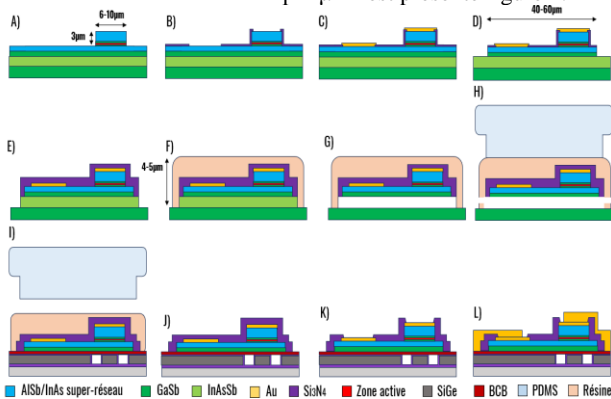 6-10µm
40-60µm
A)
B)
C)
D)
3µm
H)
E)
F)
G)
4-5µm
I)
J)
K)
L)
AlSb/InAs super-réseau GaSb InAsSb Au Si3N4 Zone active SiGe BCB PDMS Résine